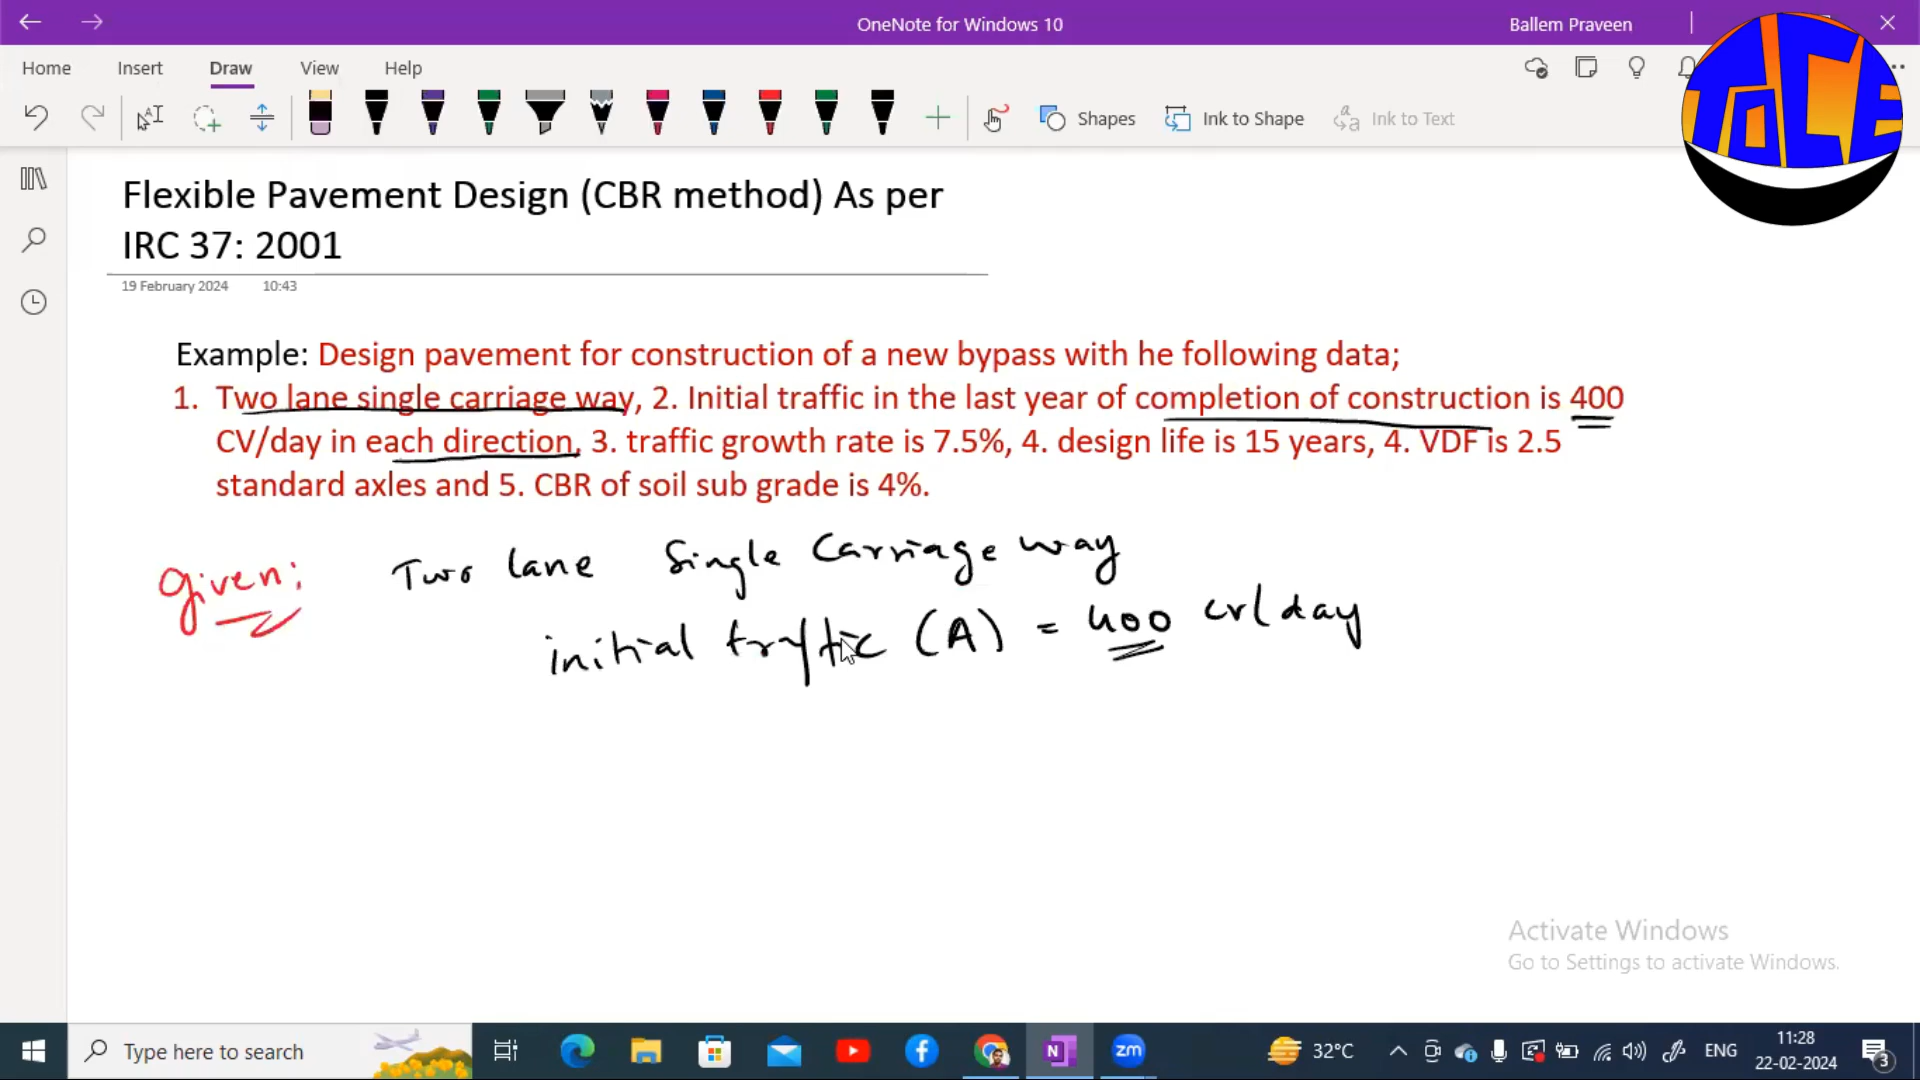 OneNote for Windows 10
Ballem Praveen
Home Insert Draw View Help
Shapes Ink to Shape Ink to Text
TOLCE
Flexible Pavement Design (CBR method) As per
IRC 37: 2001
19 February 2024 10:43
Example: Design pavement for construction of a new bypass with he following data;
1. Two lane single carriage way, 2. Initial traffic in the last year of completion of construction is 400
CV/day in each direction, 3. traffic growth rate is 7.5%, 4. design life is 15 years, 4. VDF is 2.5
standard axles and 5. CBR of soil sub grade is 4%.
Given: Two lane Single Carriage way
initial traffic (A) = 400 cv/day
Activate Windows
Go to Settings to activate Windows.
Type here to search
zm
32°C
ENG
11:28
22-02-2024
3